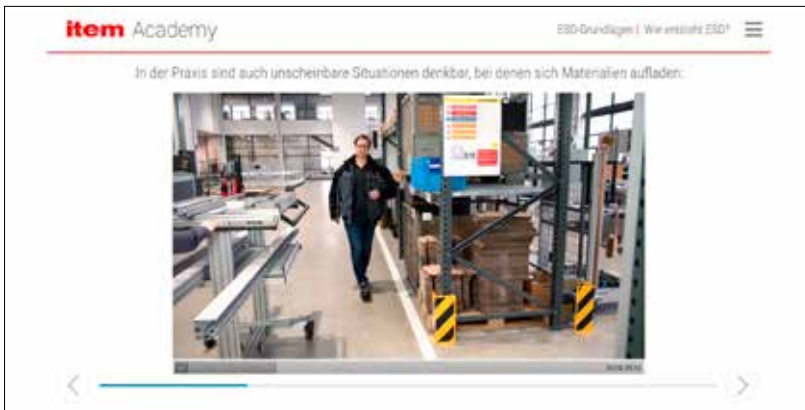 item Academy
ESD-Grundlagen | Wie entsteht ESD?
In der Praxis sind auch unscheinbare Situationen denkbar, bei denen sich Materialien aufladen: